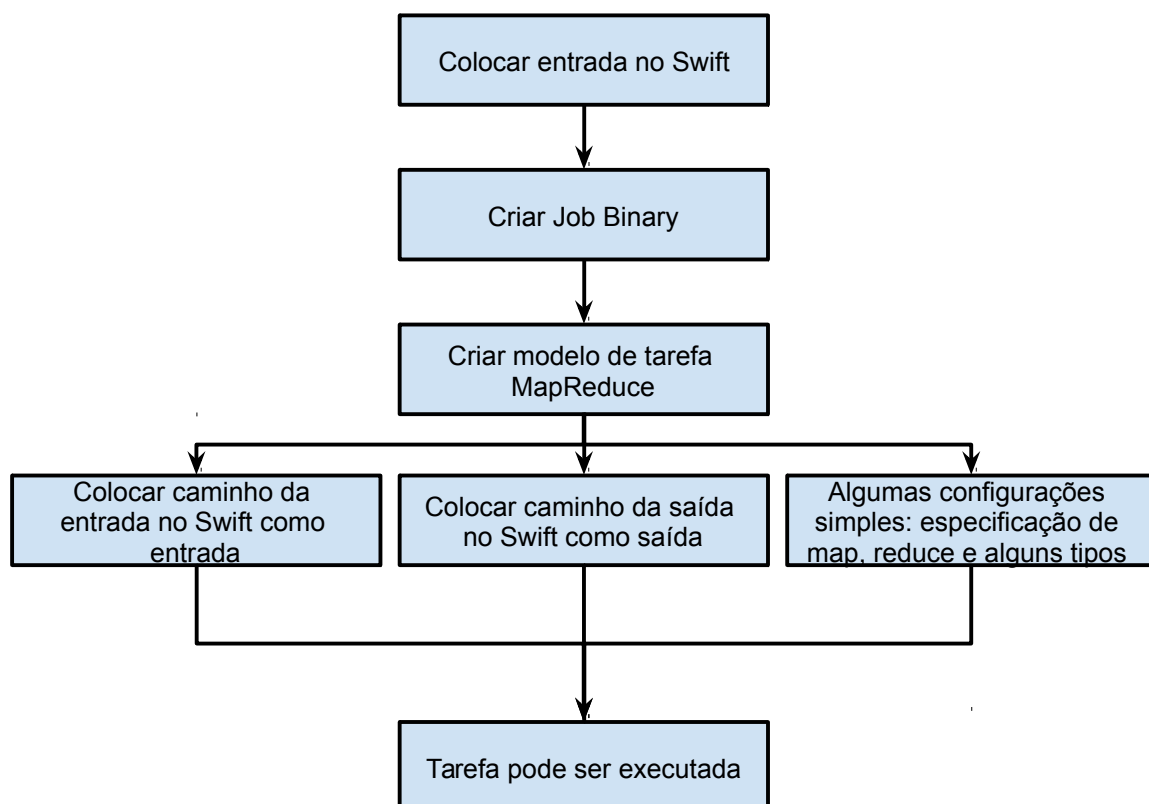 Colocar entrada no Swift
Criar Job Binary
Criar modelo de tarefa
MapReduce
Colocar caminho da
entrada no Swift como
entrada
Colocar caminho da saída
no Swift como saída
Algumas configurações
simples: especificação de
map, reduce e alguns tipos
Tarefa pode ser executada